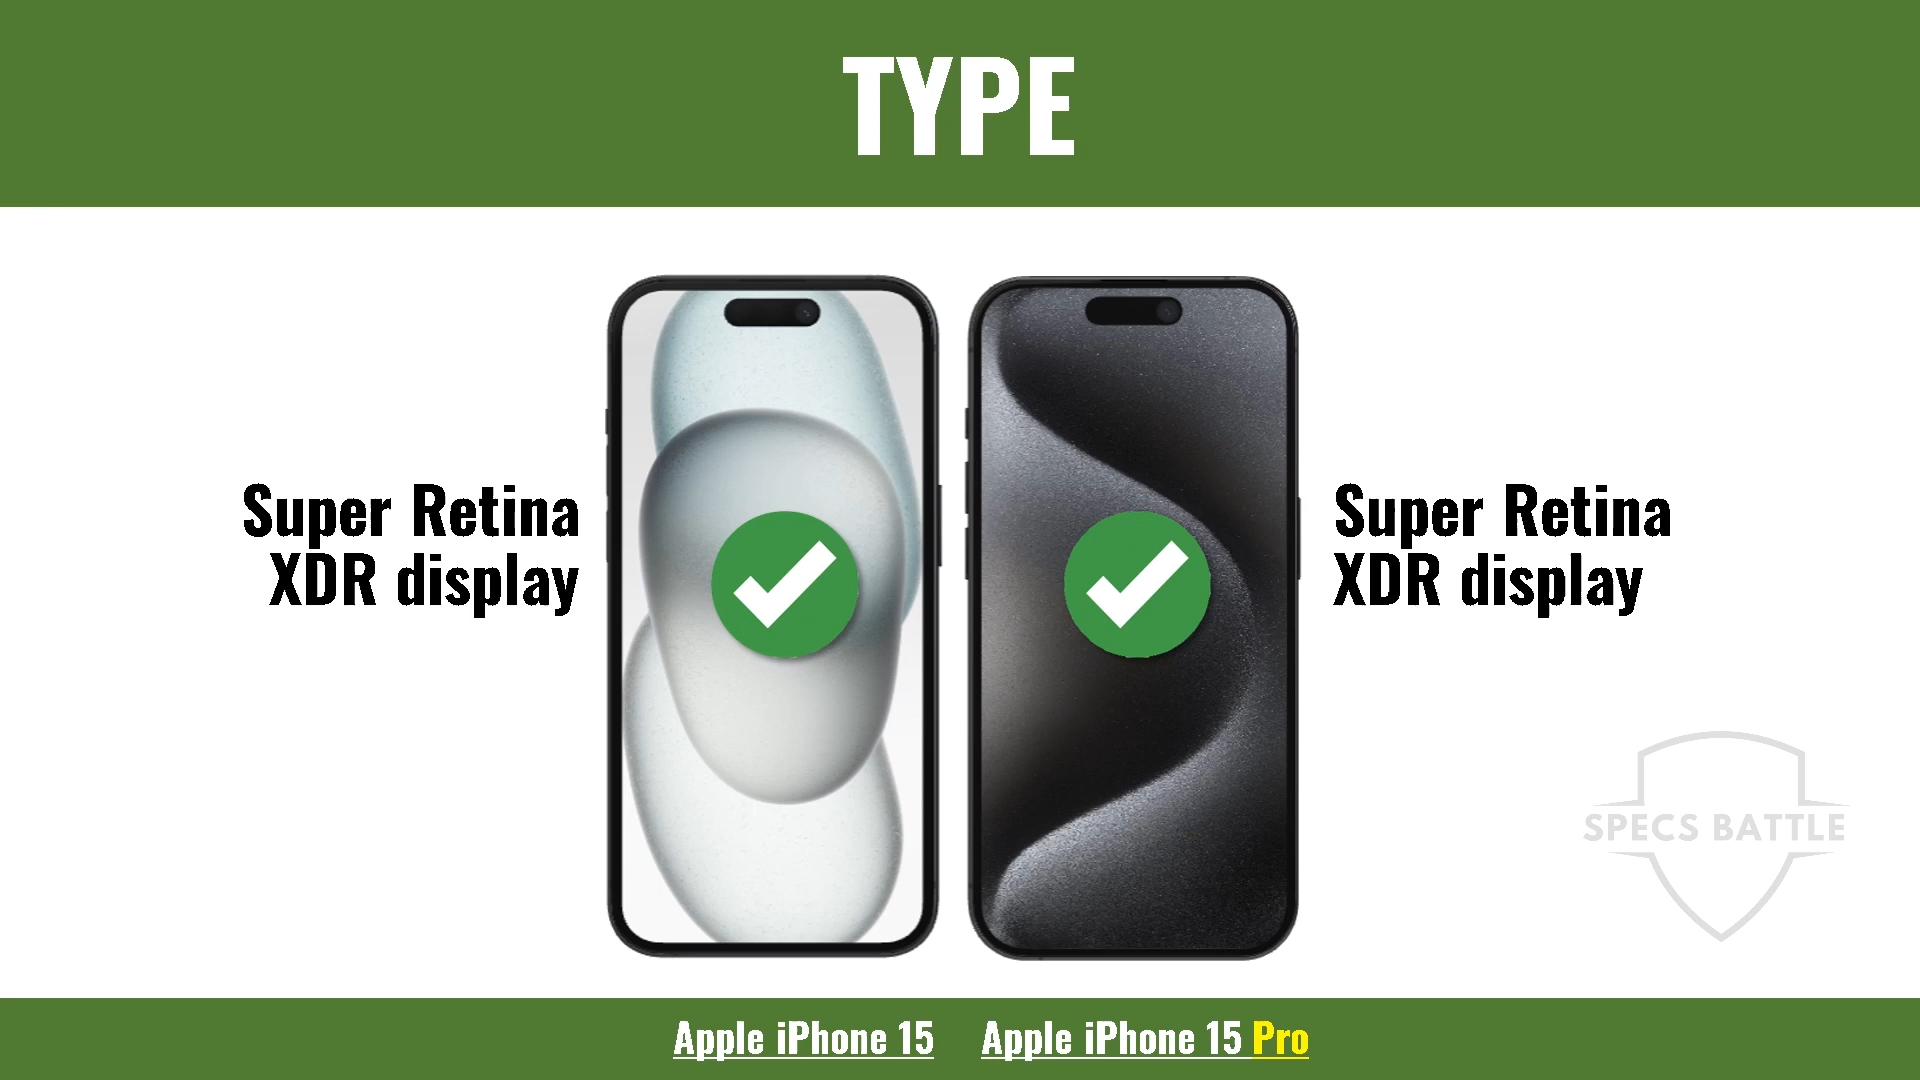 TYPE
Super Retina
XDR display
Super Retina
XDR display
SPECS BATTLE
Apple iPhone 15
Apple iPhone 15 Pro